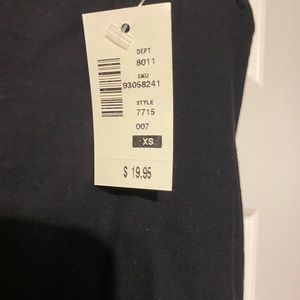 DEPT
8011
SKU
93058241
STYLE
7715
007
XS
$ 19.95